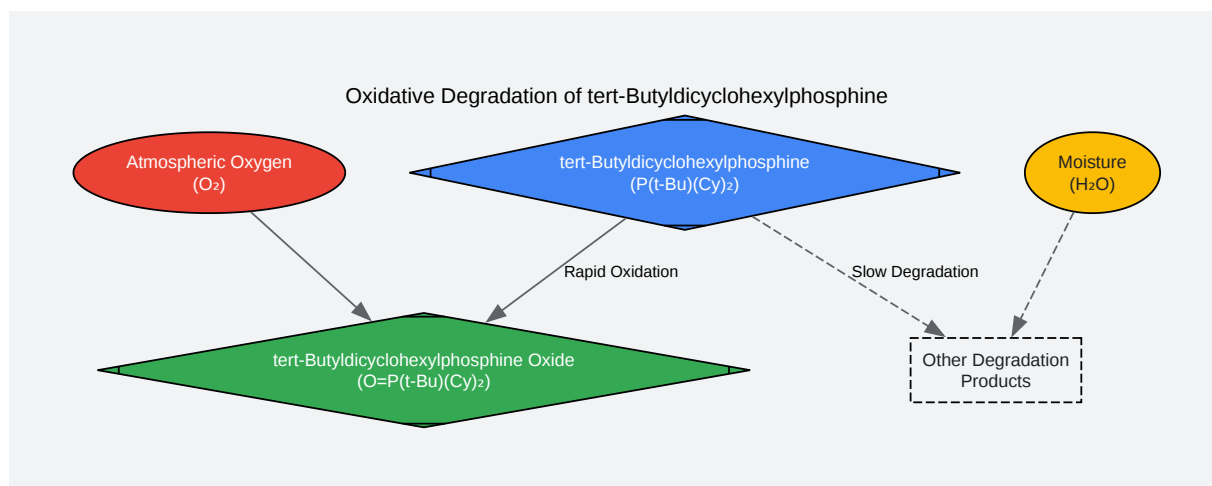 Oxidative Degradation of tert-Butyldicyclohexylphosphine
Atmospheric Oxygen
(O₂)
tert-Butyldicyclohexylphosphine
(P(t-Bu)(Cy)₂)
Moisture
(H₂O)
Rapid Oxidation
Slow Degradation
tert-Butyldicyclohexylphosphine Oxide
(O=P(t-Bu)(Cy)₂)
Other Degradation
Products